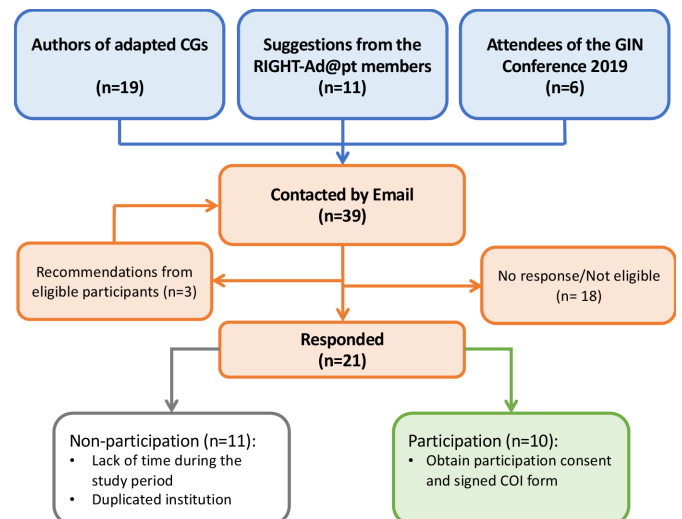 Authors of adapted CGs
(n=19)
Suggestions from the
RIGHT-Ad@pt members
(n=11)
Attendees of the GIN
Conference 2019
(n=6)
Contacted by Email
(n=39)
Recommendations from
eligible participants (n=3)
No response/Not eligible
(n= 18)
Responded
(n=21)
Non-participation (n=11):
• Lack of time during the
study period
• Duplicated institution
Participation (n=10):
• Obtain participation consent
and signed COI form